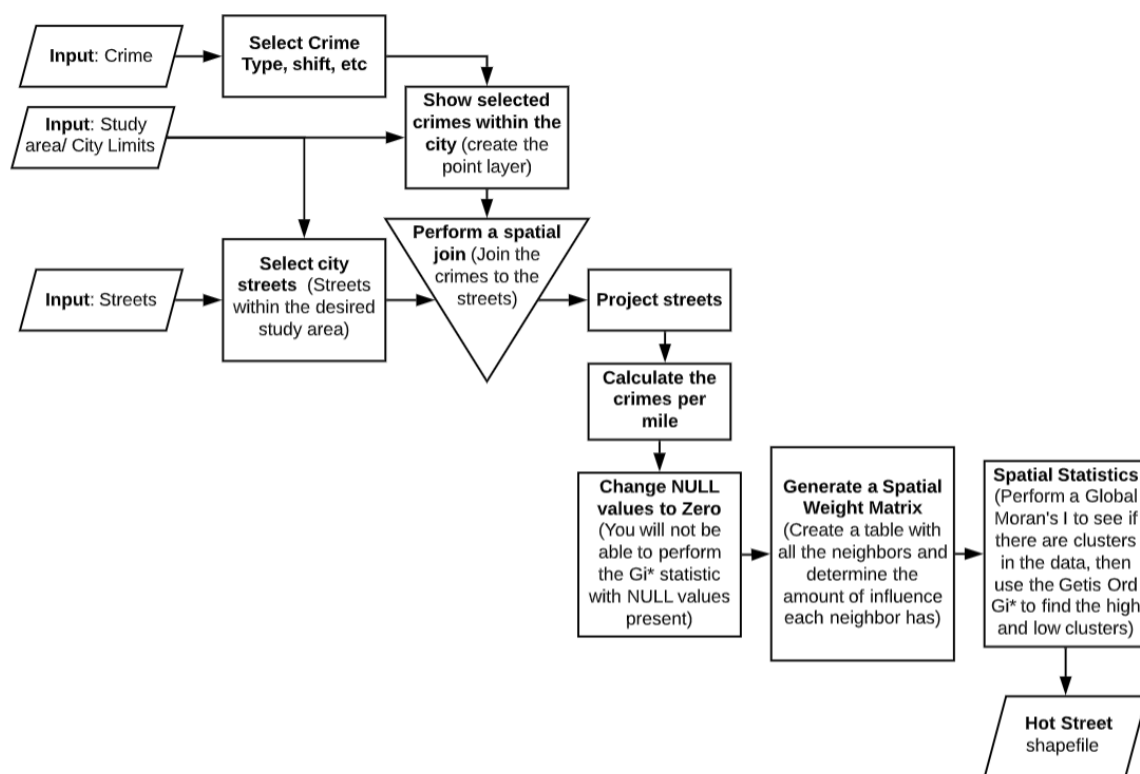 Input: Crime
Select Crime
Type, shift, etc
Input: Study
area/ City Limits
Show selected
crimes within the
city (create the
point layer)
Input: Streets
Select city
streets (Streets
within the desired
study area)
Perform a spatial
join (Join the
crimes to the
streets)
Project streets
Calculate the
crimes per
mile
Change NULL
values to Zero
(You will not be
able to perform
the Gi* statistic
with NULL values
present)
Generate a Spatial
Weight Matrix
(Create a table with
all the neighbors and
determine the
amount of influence
each neighbor has)
Spatial Statistics
(Perform a Global
Moran's I to see if
there are clusters
in the data, then
use the Getis Ord
Gi* to find the high
and low clusters)
Hot Street
shapefile